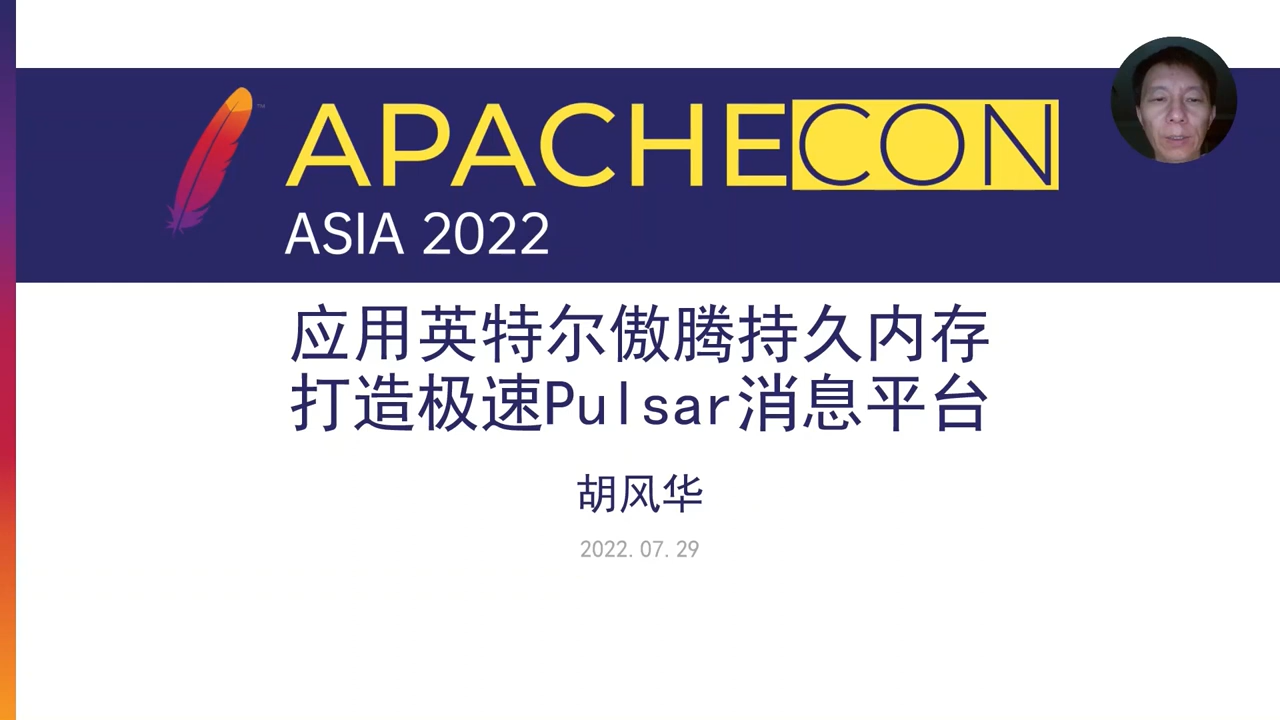 APACHECON
ASIA 2022
应用英特尔傲腾持久内存
打造极速Pulsar消息平台
胡风华
2022.07.29